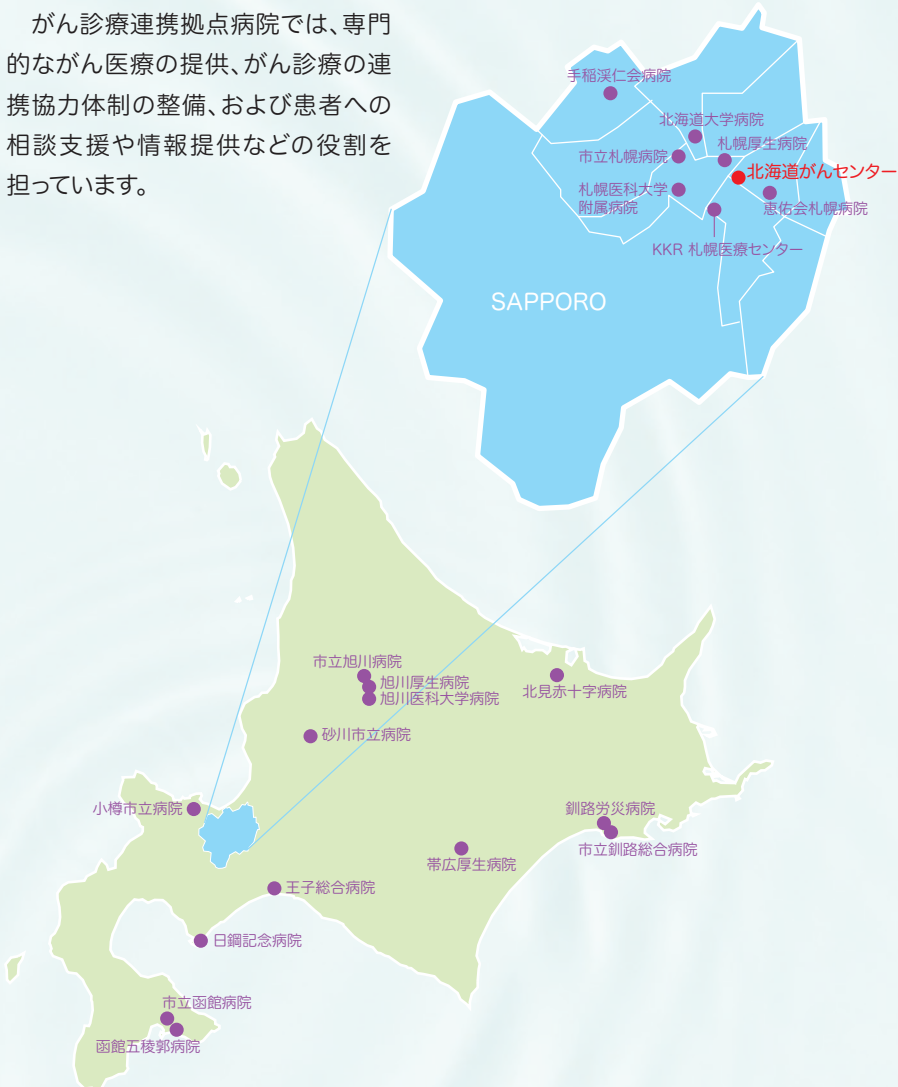 がん診療連携拠点病院では、専門
的ながん医療の提供、がん診療の連
携協力体制の整備、および患者への
相談支援や情報提供などの役割を
担っています。
手稲渓仁会病院
北海道大学病院
札幌厚生病院
市立札幌病院
北海道がんセンター
札幌医科大学
附属病院
恵佑会札幌病院
KKR 札幌医療センター
SAPPORO
市立旭川病院
旭川厚生病院
旭川医科大学病院
北見赤十字病院
砂川市立病院
小樽市立病院
釧路労災病院
市立釧路総合病院
帯広厚生病院
王子総合病院
日鋼記念病院
市立函館病院
函館五稜郭病院